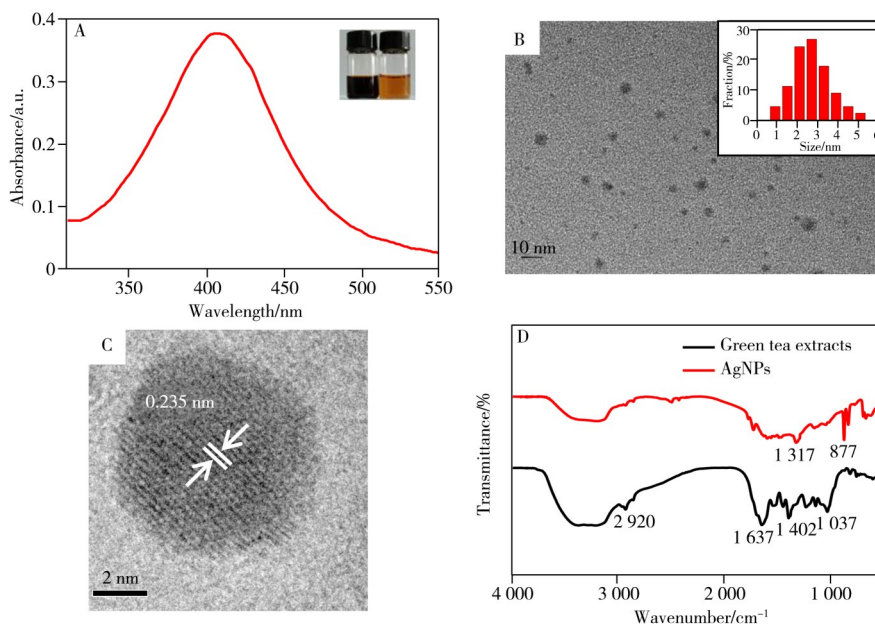 A
0.4
0.3
0.2
0.1
0
Absorbance/a.u.
350
400
450
500
550
Wavelength/nm
B
10 nm
30
20
10
0
Fraction/%
0
1
2
3
4
5
6
Size/nm
C
0.235 nm
2 nm
D
Green tea extracts
AgNPs
Transmittance/%
1 317
877
2 920
1 637
1 402
1 037
4 000
3 000
2 000
1 000
Wavenumber/cm⁻¹